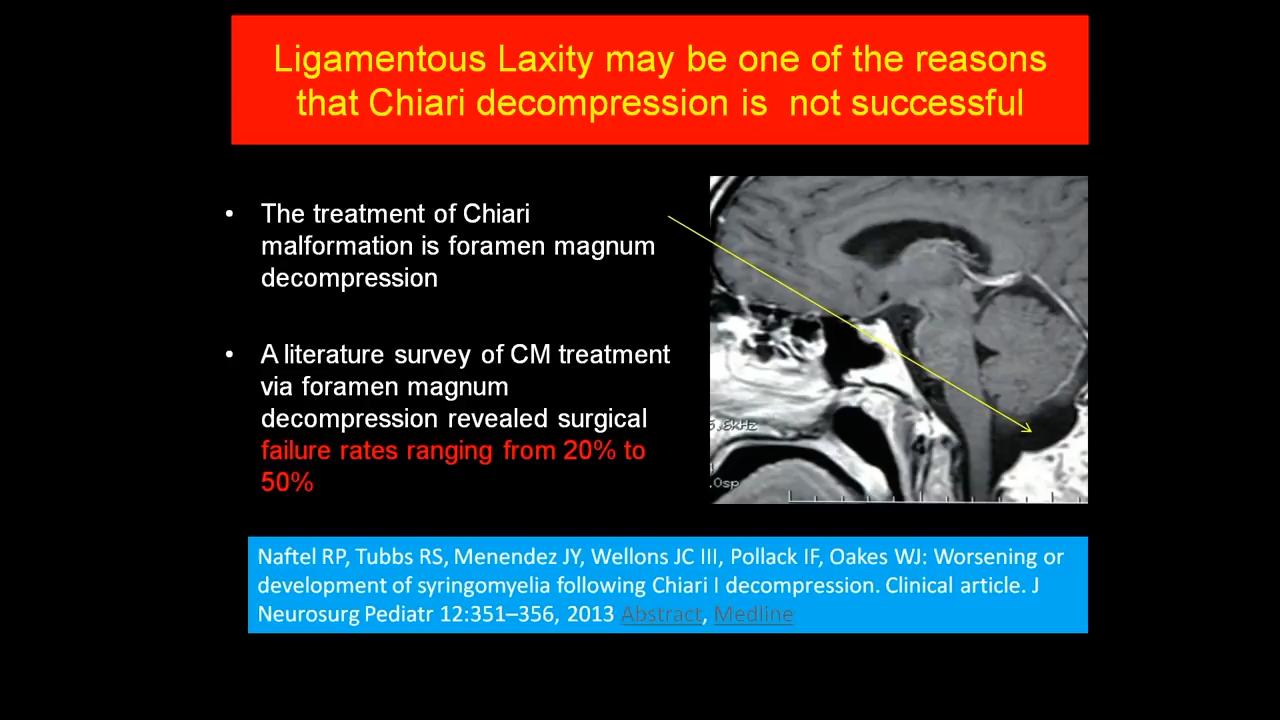 Ligamentous Laxity may be one of the reasons
that Chiari decompression is  not successful
• The treatment of Chiari
malformation is foramen magnum
decompression
• A literature survey of CM treatment
via foramen magnum
decompression revealed surgical
failure rates ranging from 20% to
50%
.8kHz
.0sp
Naftel RP, Tubbs RS, Menendez JY, Wellons JC III, Pollack IF, Oakes WJ: Worsening or
development of syringomyelia following Chiari I decompression. Clinical article. J
Neurosurg Pediatr 12:351–356, 2013 Abstract, Medline